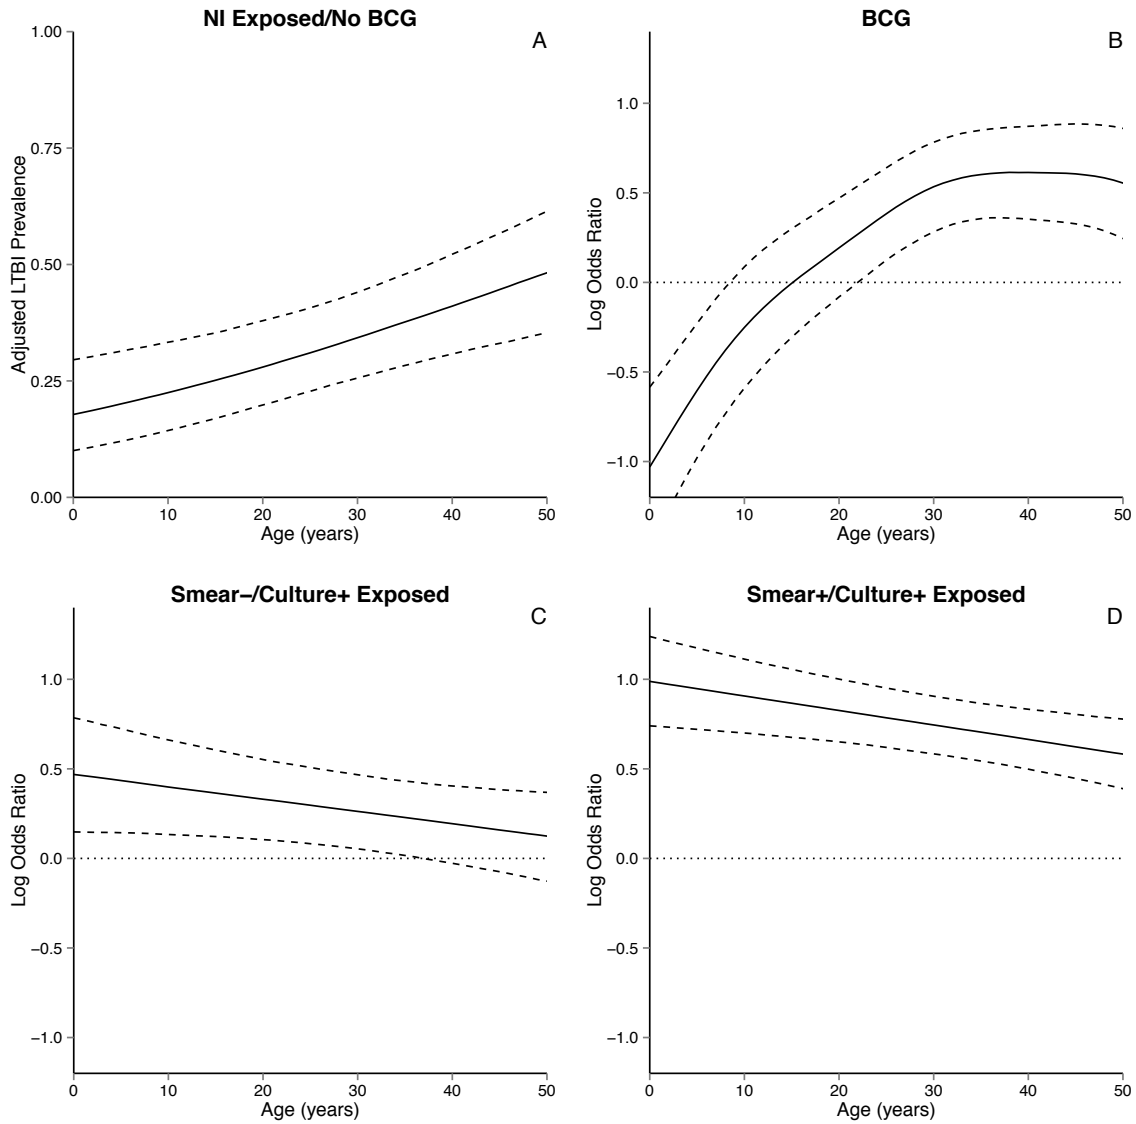 NI Exposed/No BCG
A
1.00
0.75
0.50
0.25
0.00
Adjusted LTBI Prevalence
0 10 20 30 40 50
Age (years)
BCG
B
1.0
0.5
0.0
−0.5
−1.0
Log Odds Ratio
0 10 20 30 40 50
Age (years)
Smear−/Culture+ Exposed
C
1.0
0.5
0.0
−0.5
−1.0
Log Odds Ratio
0 10 20 30 40 50
Age (years)
Smear+/Culture+ Exposed
D
1.0
0.5
0.0
−0.5
−1.0
Log Odds Ratio
0 10 20 30 40 50
Age (years)